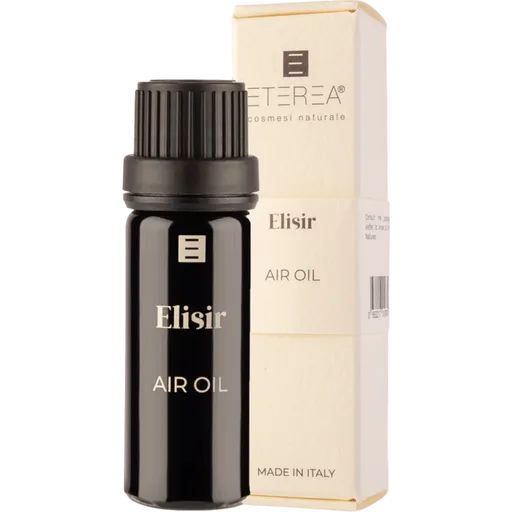 ETEREA®
cosmesi naturale
Elisir
AIR OIL
MADE IN ITALY
Elisir
AIR OIL